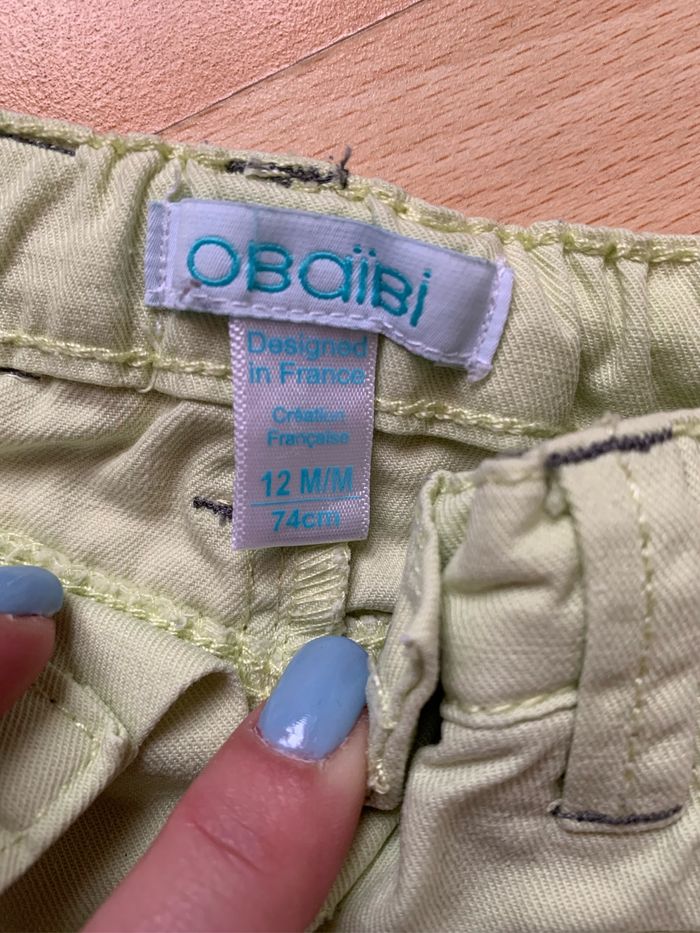 OBaïBi
Designed
in France
Création
Française
12 M/M
74cm